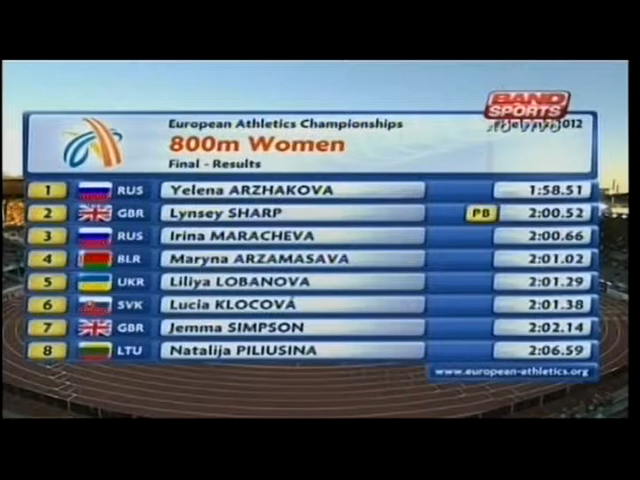 BAND
SPORTS
AO VIVO
European Athletics Championships
2012
800m Women
Final - Results
1 RUS Yelena ARZHAKOVA 1:58.51
2 GBR Lynsey SHARP PB 2:00.52
3 RUS Irina MARACHEVA 2:00.66
4 BLR Maryna ARZAMASAVA 2:01.02
5 UKR Liliya LOBANOVA 2:01.29
6 SVK Lucia KLOCOVÁ 2:01.38
7 GBR Jemma SIMPSON 2:02.14
8 LTU Natalija PILIUSINA 2:06.59
www.european-athletics.org